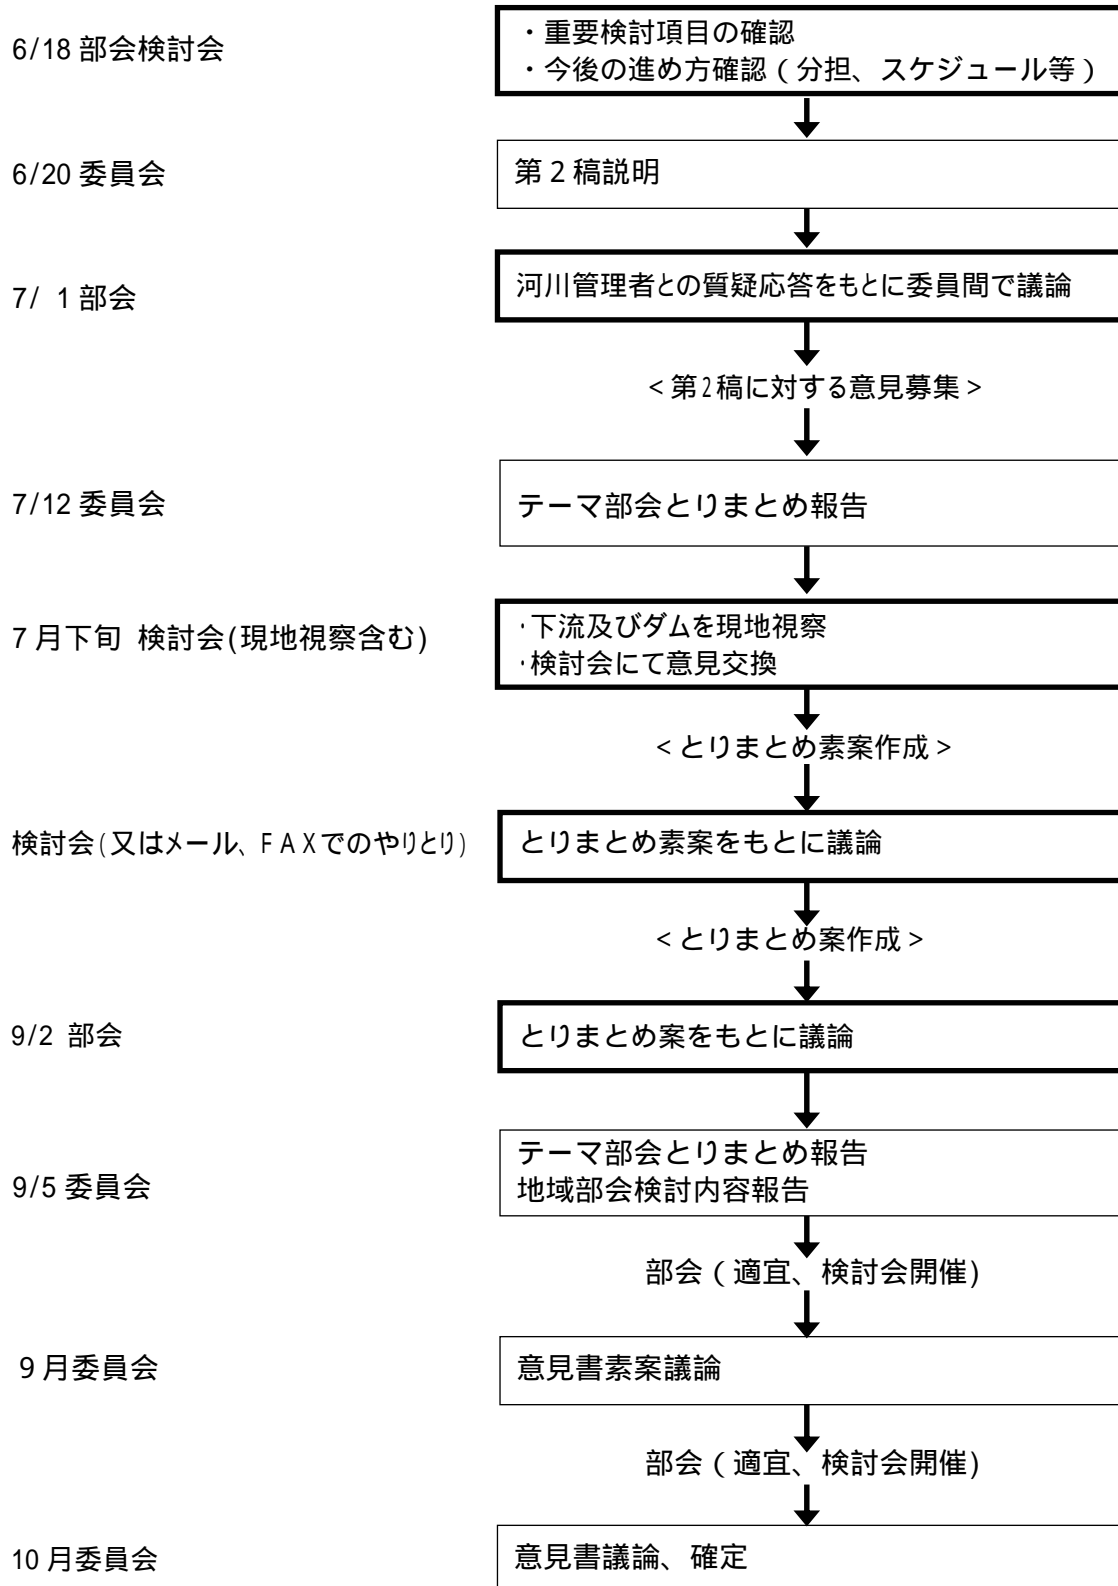 6/18 部会検討会
・重要検討項目の確認
・今後の進め方確認（分担、スケジュール等）
6/20 委員会
第２稿説明
7/ 1 部会
河川管理者との質疑応答をもとに委員間で議論
＜第2稿に対する意見募集＞
7/12 委員会
テーマ部会とりまとめ報告
7 月下旬 検討会(現地視察含む)
・下流及びダムを現地視察
・検討会にて意見交換
＜とりまとめ素案作成＞
検討会(又はメール、ＦＡＸでのやりとり)
とりまとめ素案をもとに議論
＜とりまとめ案作成＞
9/2 部会
とりまとめ案をもとに議論
9/5 委員会
テーマ部会とりまとめ報告
地域部会検討内容報告
部会（適宜、検討会開催)
9 月委員会
意見書素案議論
部会（適宜、検討会開催)
10 月委員会
意見書議論、確定